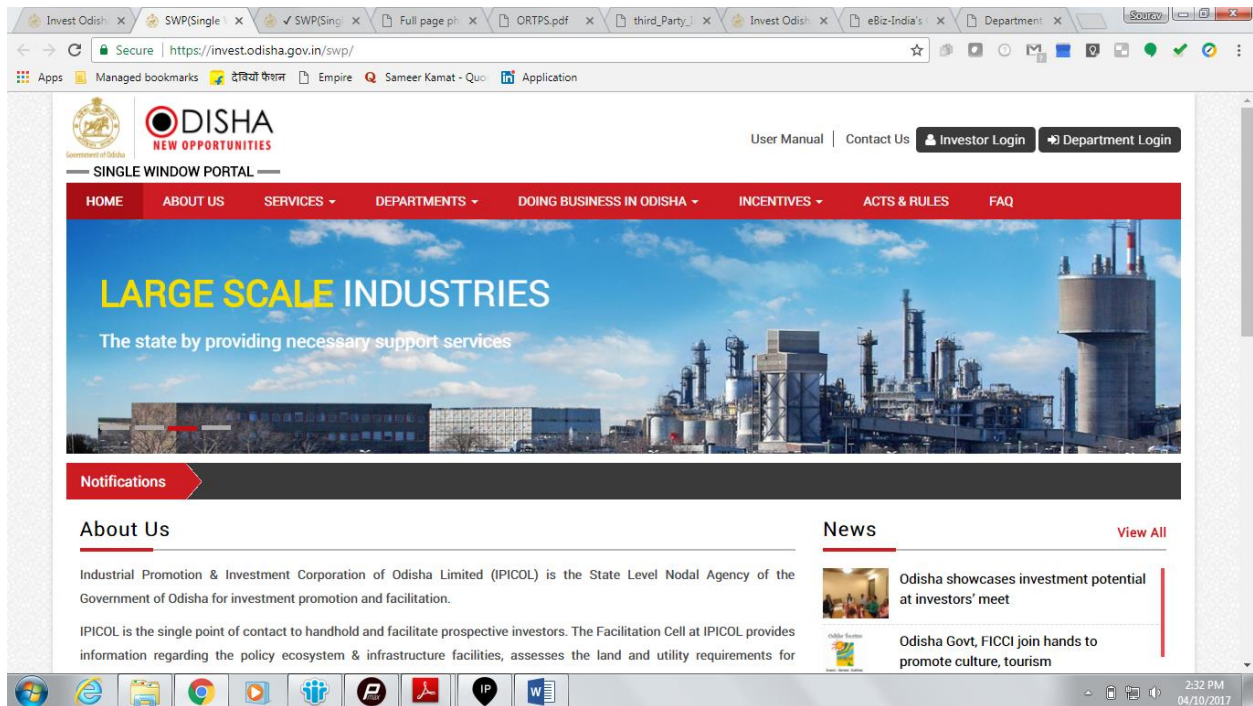 Invest Odish
SWP(Single V
✓ SWP(Singl
Full page ph
ORTPS.pdf
third_Party_I
Invest Odish
eBiz-India's
Department
Sourav
Secure | https://invest.odisha.gov.in/swp/
Apps Managed bookmarks देवियों फैशन Empire Sameer Kamat - Quo Application
Government of Odisha
ODISHA
NEW OPPORTUNITIES
SINGLE WINDOW PORTAL
User Manual | Contact Us Investor Login Department Login
HOME ABOUT US SERVICES DEPARTMENTS DOING BUSINESS IN ODISHA INCENTIVES ACTS & RULES FAQ
LARGE SCALE INDUSTRIES
The state by providing necessary support services
Notifications
About Us
Industrial Promotion & Investment Corporation of Odisha Limited (IPICOL) is the State Level Nodal Agency of the
Government of Odisha for investment promotion and facilitation.
IPICOL is the single point of contact to handhold and facilitate prospective investors. The Facilitation Cell at IPICOL provides
information regarding the policy ecosystem & infrastructure facilities, assesses the land and utility requirements for
News View All
Odisha showcases investment potential
at investors' meet
Odisha Govt, FICCI join hands to
promote culture, tourism
2:32 PM
04/10/2017